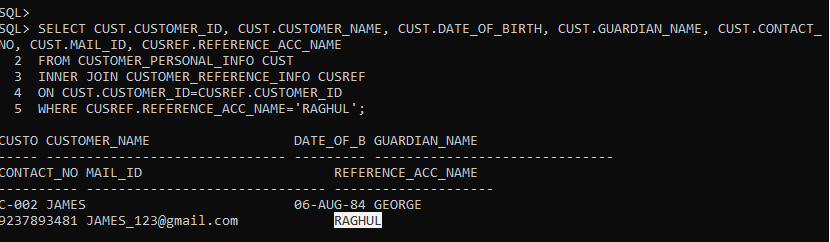 SQL>
SQL> SELECT CUST.CUSTOMER_ID, CUST.CUSTOMER_NAME, CUST.DATE_OF_BIRTH, CUST.GUARDIAN_NAME, CUST.CONTACT_
NO, CUST.MAIL_ID, CUSREF.REFERENCE_ACC_NAME
2 FROM CUSTOMER_PERSONAL_INFO CUST
3 INNER JOIN CUSTOMER_REFERENCE_INFO CUSREF
4 ON CUST.CUSTOMER_ID=CUSREF.CUSTOMER_ID
5 WHERE CUSREF.REFERENCE_ACC_NAME='RAGHUL';
CUSTO CUSTOMER_NAME DATE_OF_B GUARDIAN_NAME
----- ------------------------------ --------- ------------------------------
CONTACT_NO MAIL_ID REFERENCE_ACC_NAME
---------- ------------------------------ --------------------
C-002 JAMES 06-AUG-84 GEORGE
9237893481 JAMES_123@gmail.com RAGHUL